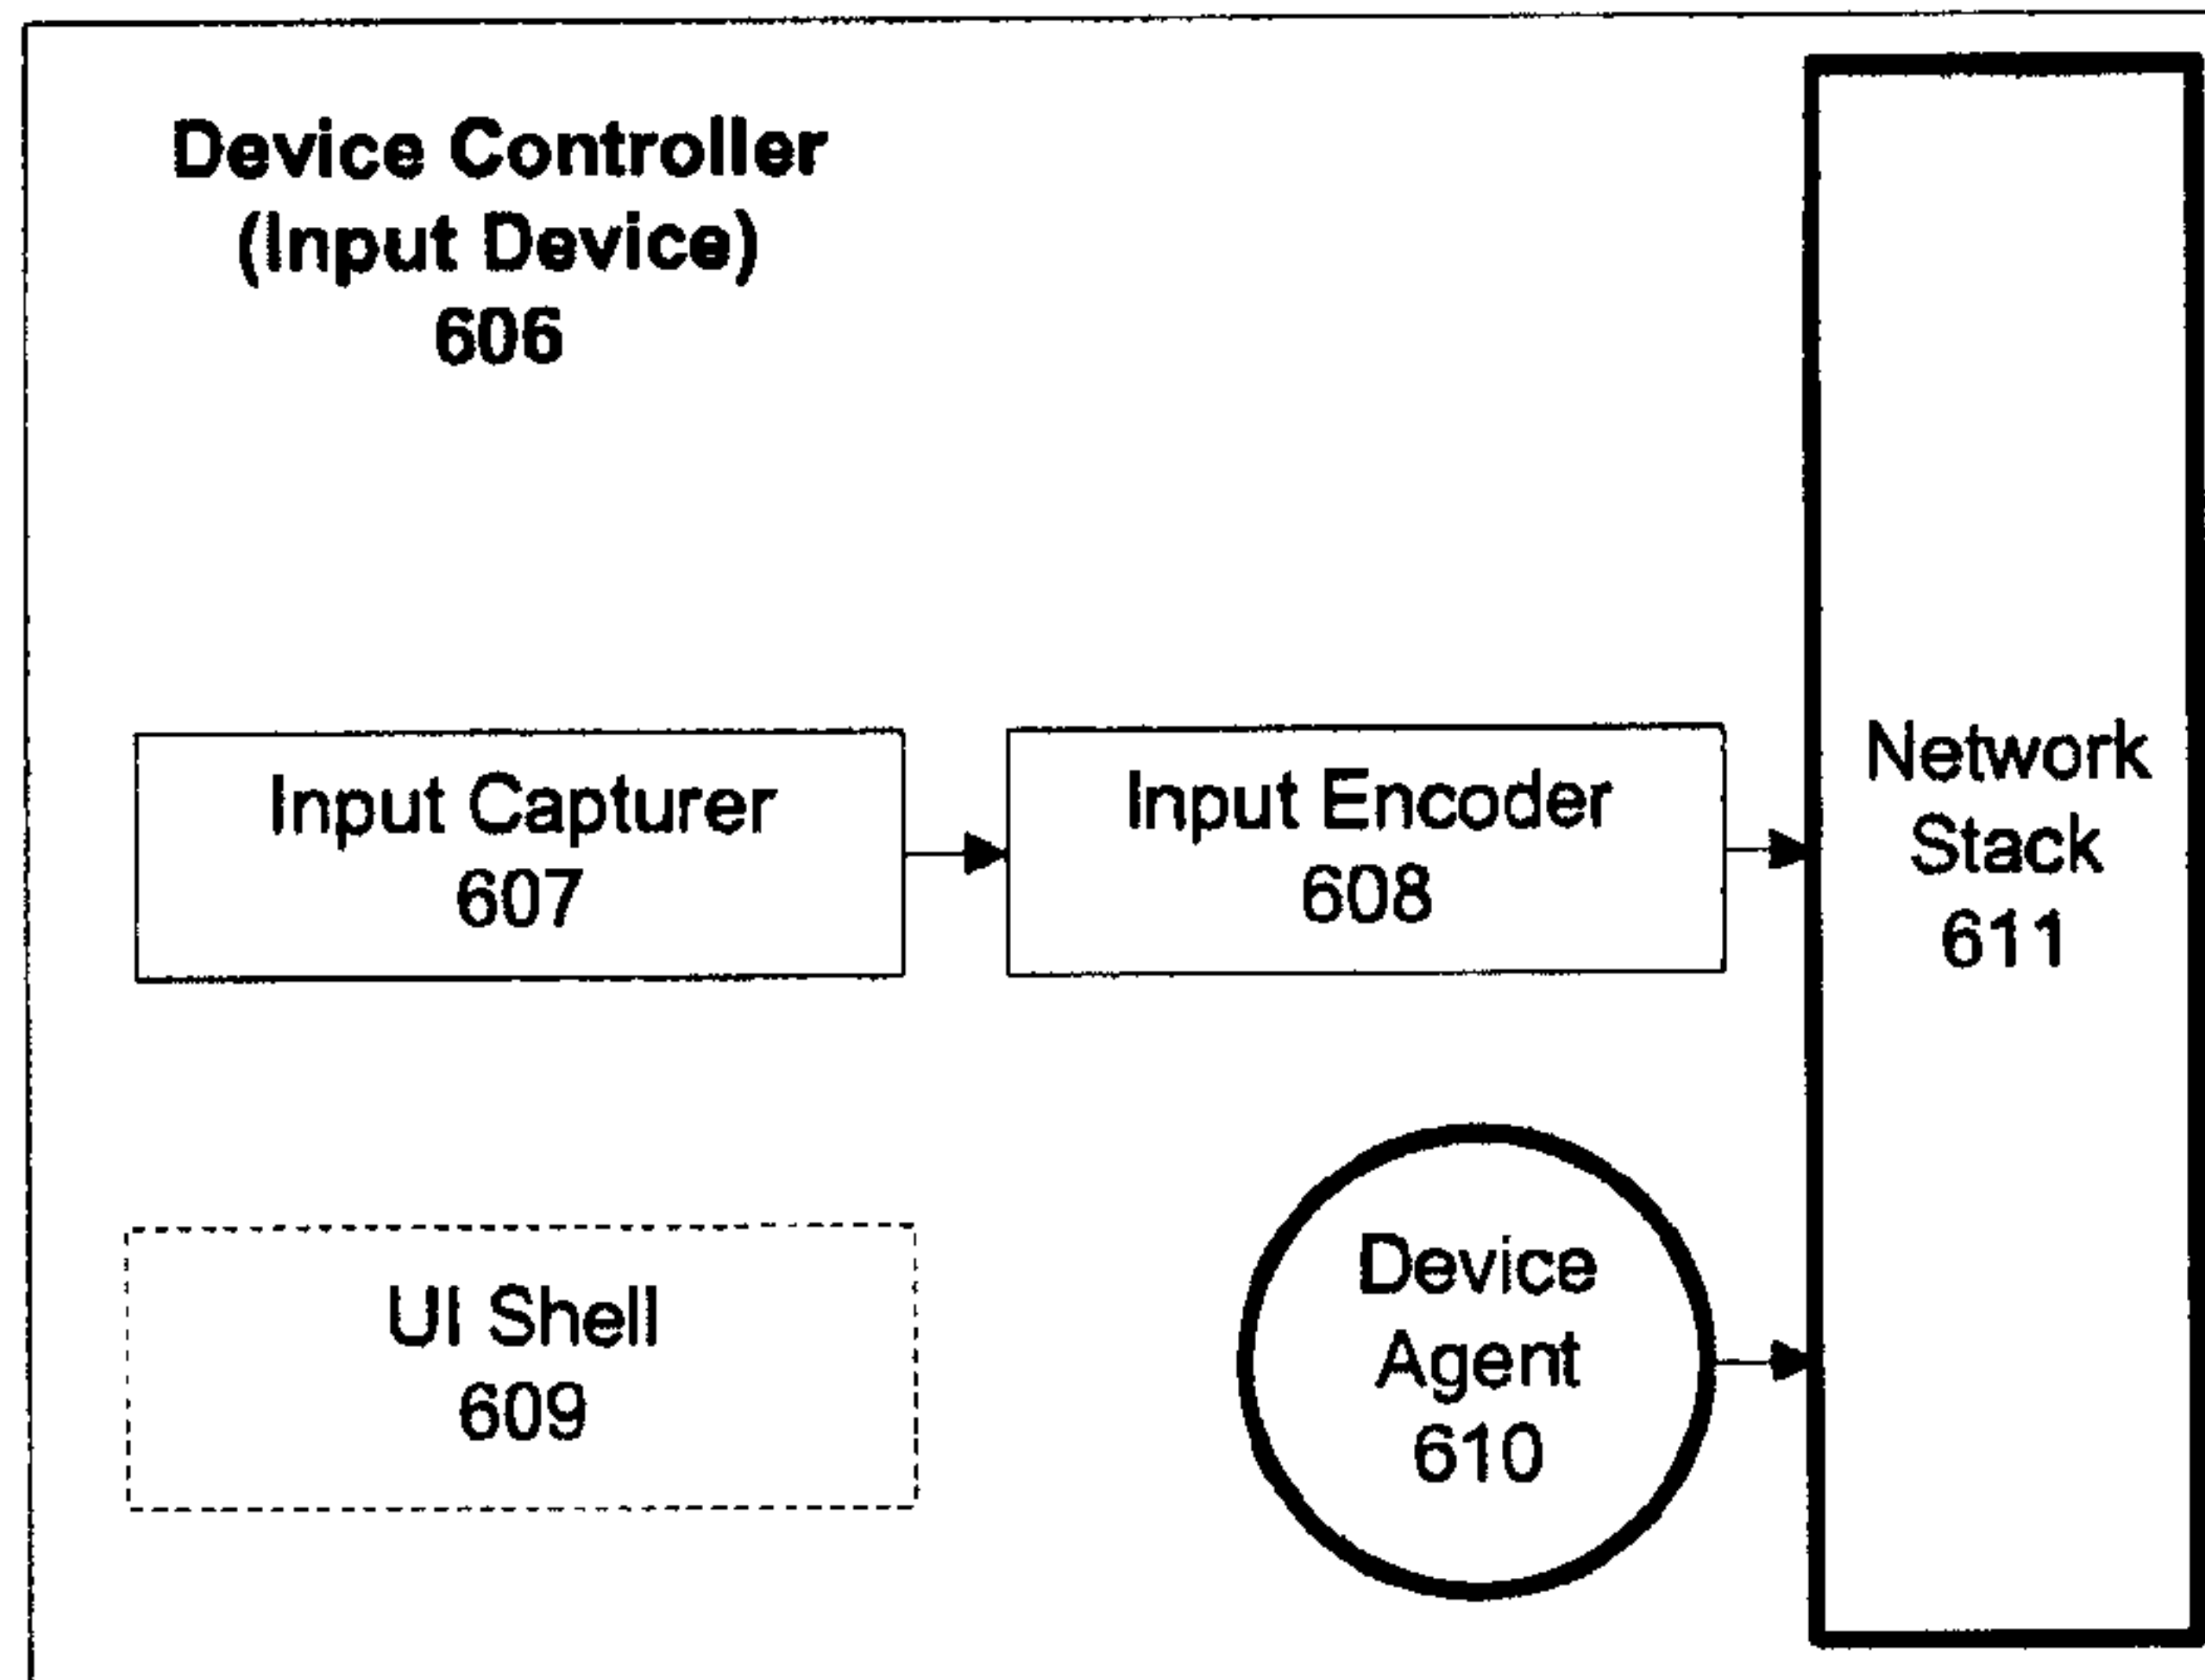 Device Controller
(Input Device)
606
Input Capturer
607
Input Encoder
608
Network
Stack
611
UI Shell
609
Device
Agent
610